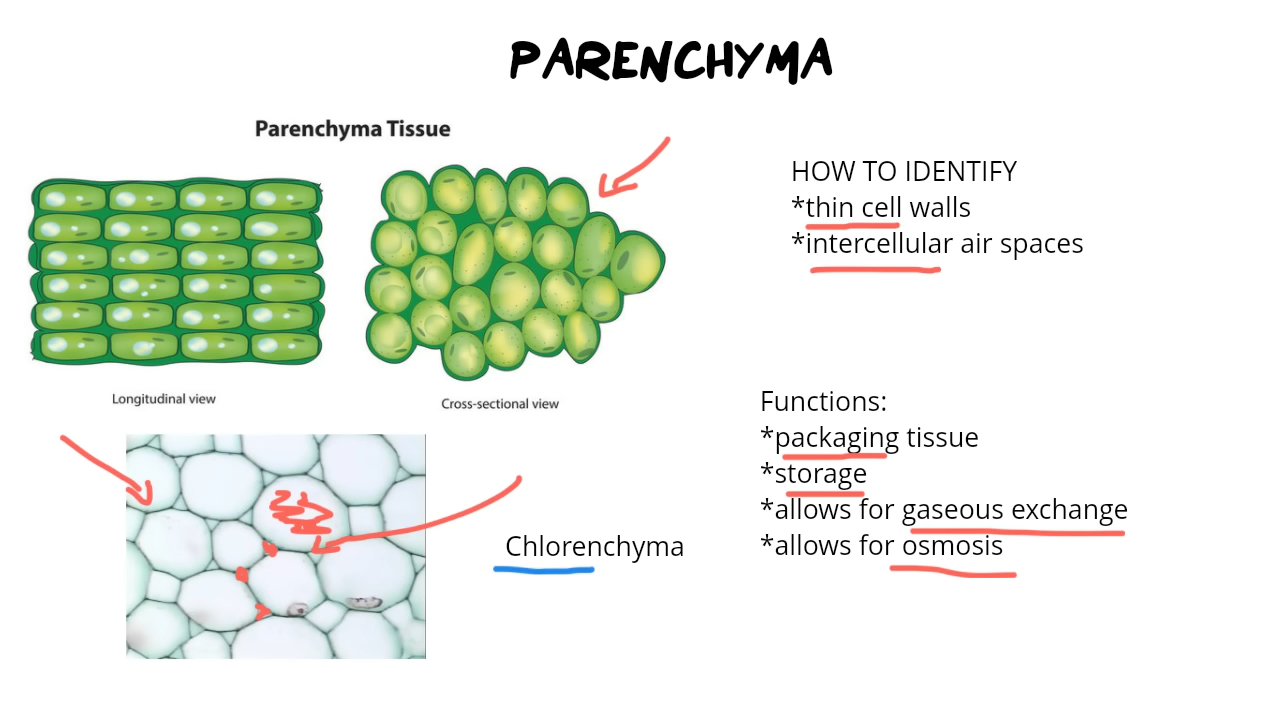 PARENCHYMA
Parenchyma Tissue
Longitudinal view
Cross-sectional view
HOW TO IDENTIFY
*thin cell walls
*intercellular air spaces
Chlorenchyma
Functions:
*packaging tissue
*storage
*allows for gaseous exchange
*allows for osmosis